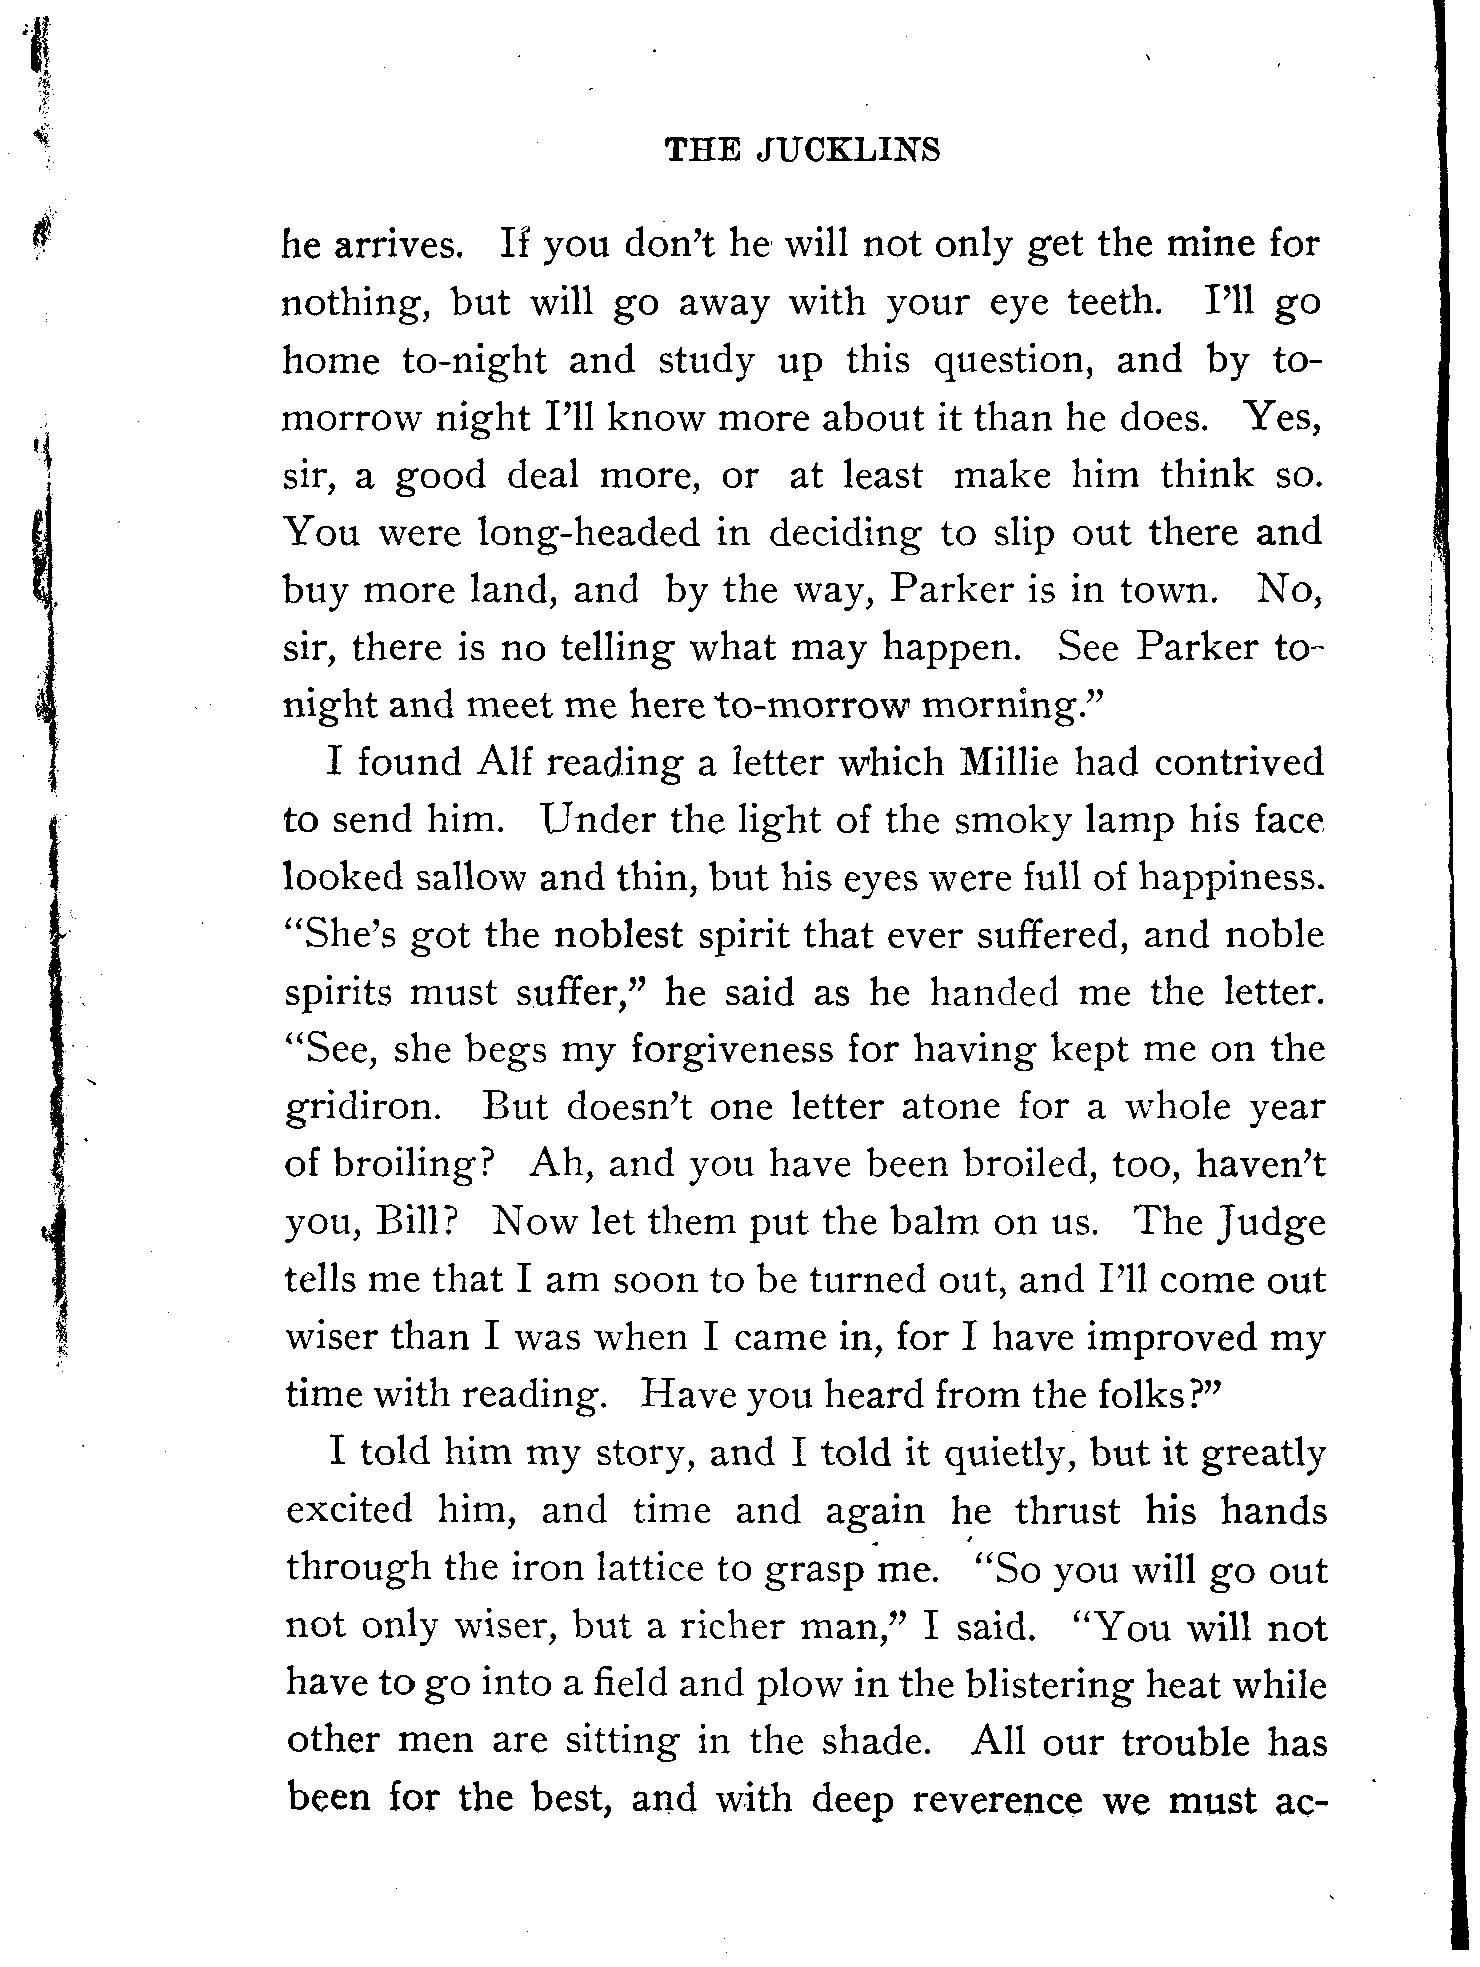 THE JUCKLINS
he arrives. If you don't he will not only get the mine for
nothing, but will go away with your eye teeth. I'll go
home to-night and study up this question, and by to-
morrow night I'll know more about it than he does. Yes,
sir, a good deal more, or at least make him think so.
You were long-headed in deciding to slip out there and
buy more land, and by the way, Parker is in town. No,
sir, there is no telling what may happen. See Parker to-
night and meet me here to-morrow morning."
I found Alf reading a letter which Millie had contrived
to send him. Under the light of the smoky lamp his face
looked sallow and thin, but his eyes were full of happiness.
"She's got the noblest spirit that ever suffered, and noble
spirits must suffer," he said as he handed me the letter.
"See, she begs my forgiveness for having kept me on the
gridiron. But doesn't one letter atone for a whole year
of broiling? Ah, and you have been broiled, too, haven't
you, Bill? Now let them put the balm on us. The Judge
tells me that I am soon to be turned out, and I'll come out
wiser than I was when I came in, for I have improved my
time with reading. Have you heard from the folks?"
I told him my story, and I told it quietly, but it greatly
excited him, and time and again he thrust his hands
through the iron lattice to grasp me. "So you will go out
not only wiser, but a richer man," I said. "You will not
have to go into a field and plow in the blistering heat while
other men are sitting in the shade. All our trouble has
been for the best, and with deep reverence we must ac-